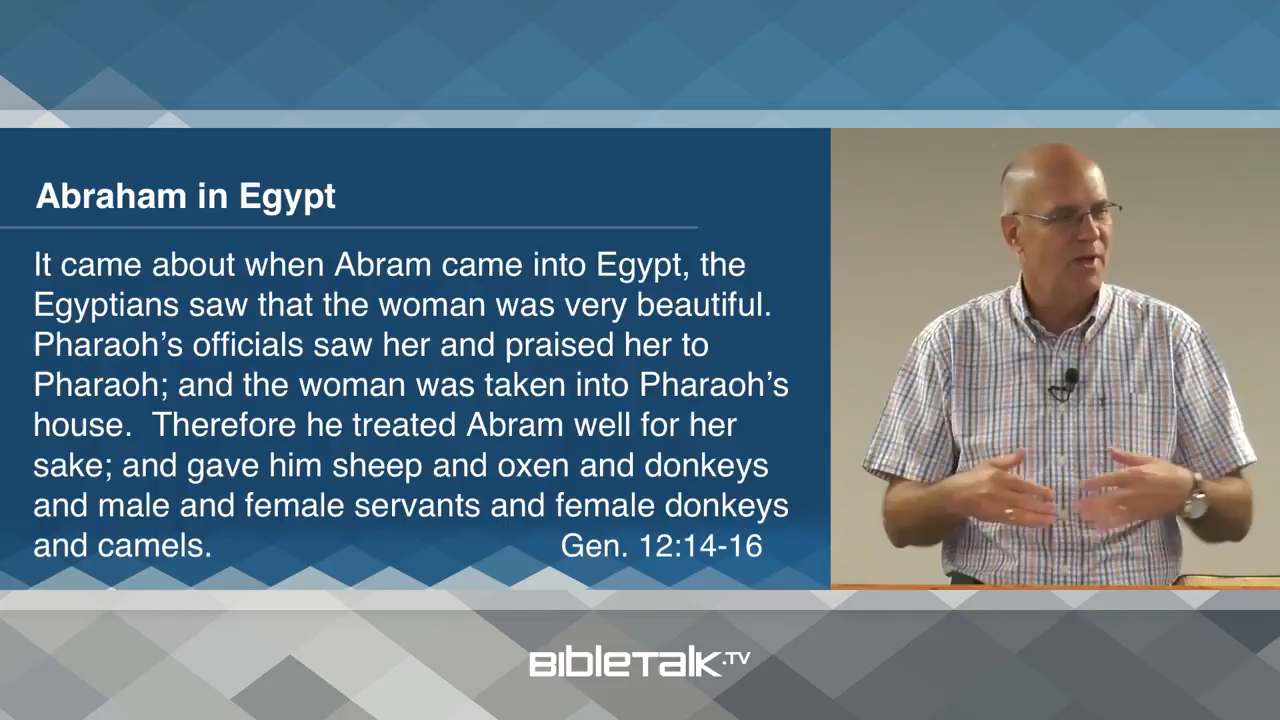 Abraham in Egypt
It came about when Abram came into Egypt, the
Egyptians saw that the woman was very beautiful.
Pharaoh’s officials saw her and praised her to
Pharaoh; and the woman was taken into Pharaoh’s
house.  Therefore he treated Abram well for her
sake; and gave him sheep and oxen and donkeys
and male and female servants and female donkeys
and camels. Gen. 12:14-16
BIBLETALK.TV